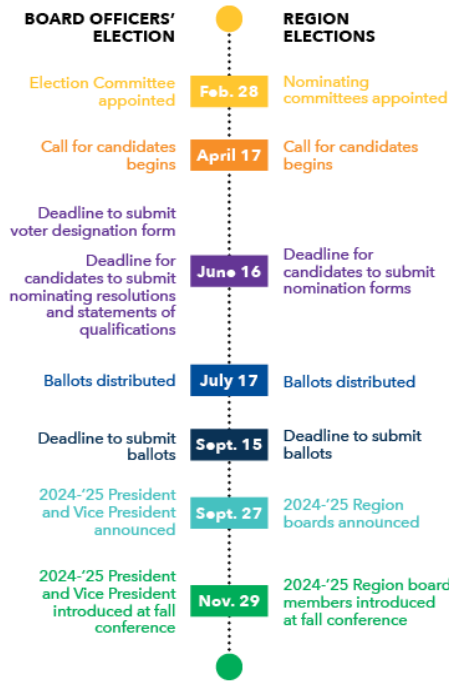 BOARD OFFICERS'
ELECTION
REGION
ELECTIONS
Election Committee
appointed
Feb. 28
Nominating
committees appointed
Call for candidates
begins
April 17
Call for candidates
begins
Deadline to submit
voter designation form
Deadline for
candidates to submit
nominating resolutions
and statements of
qualifications
June 16
Deadline for
candidates to submit
nomination forms
Ballots distributed
July 17
Ballots distributed
Deadline to submit
ballots
Sept. 15
Deadline to submit
ballots
2024-'25 President
and Vice President
announced
Sept. 27
2024-'25 Region
boards announced
2024-'25 President
and Vice President
introduced at fall
conference
Nov. 29
2024-'25 Region board
members introduced
at fall conference